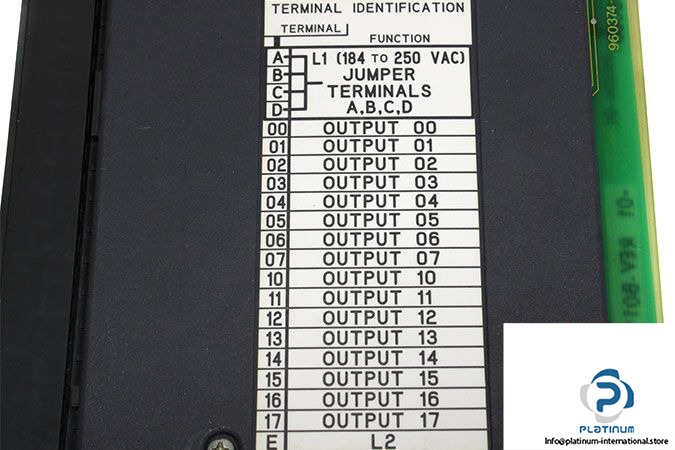 TERMINAL IDENTIFICATION
TERMINAL
FUNCTION
A L1 (184 TO 250 VAC)
B JUMPER
C TERMINALS
D A,B,C,D
00 OUTPUT 00
01 OUTPUT 01
02 OUTPUT 02
03 OUTPUT 03
04 OUTPUT 04
05 OUTPUT 05
06 OUTPUT 06
07 OUTPUT 07
10 OUTPUT 10
11 OUTPUT 11
12 OUTPUT 12
13 OUTPUT 13
14 OUTPUT 14
15 OUTPUT 15
16 OUTPUT 16
17 OUTPUT 17
E L2
960374-
PLATINUM
info@platinum-international.store